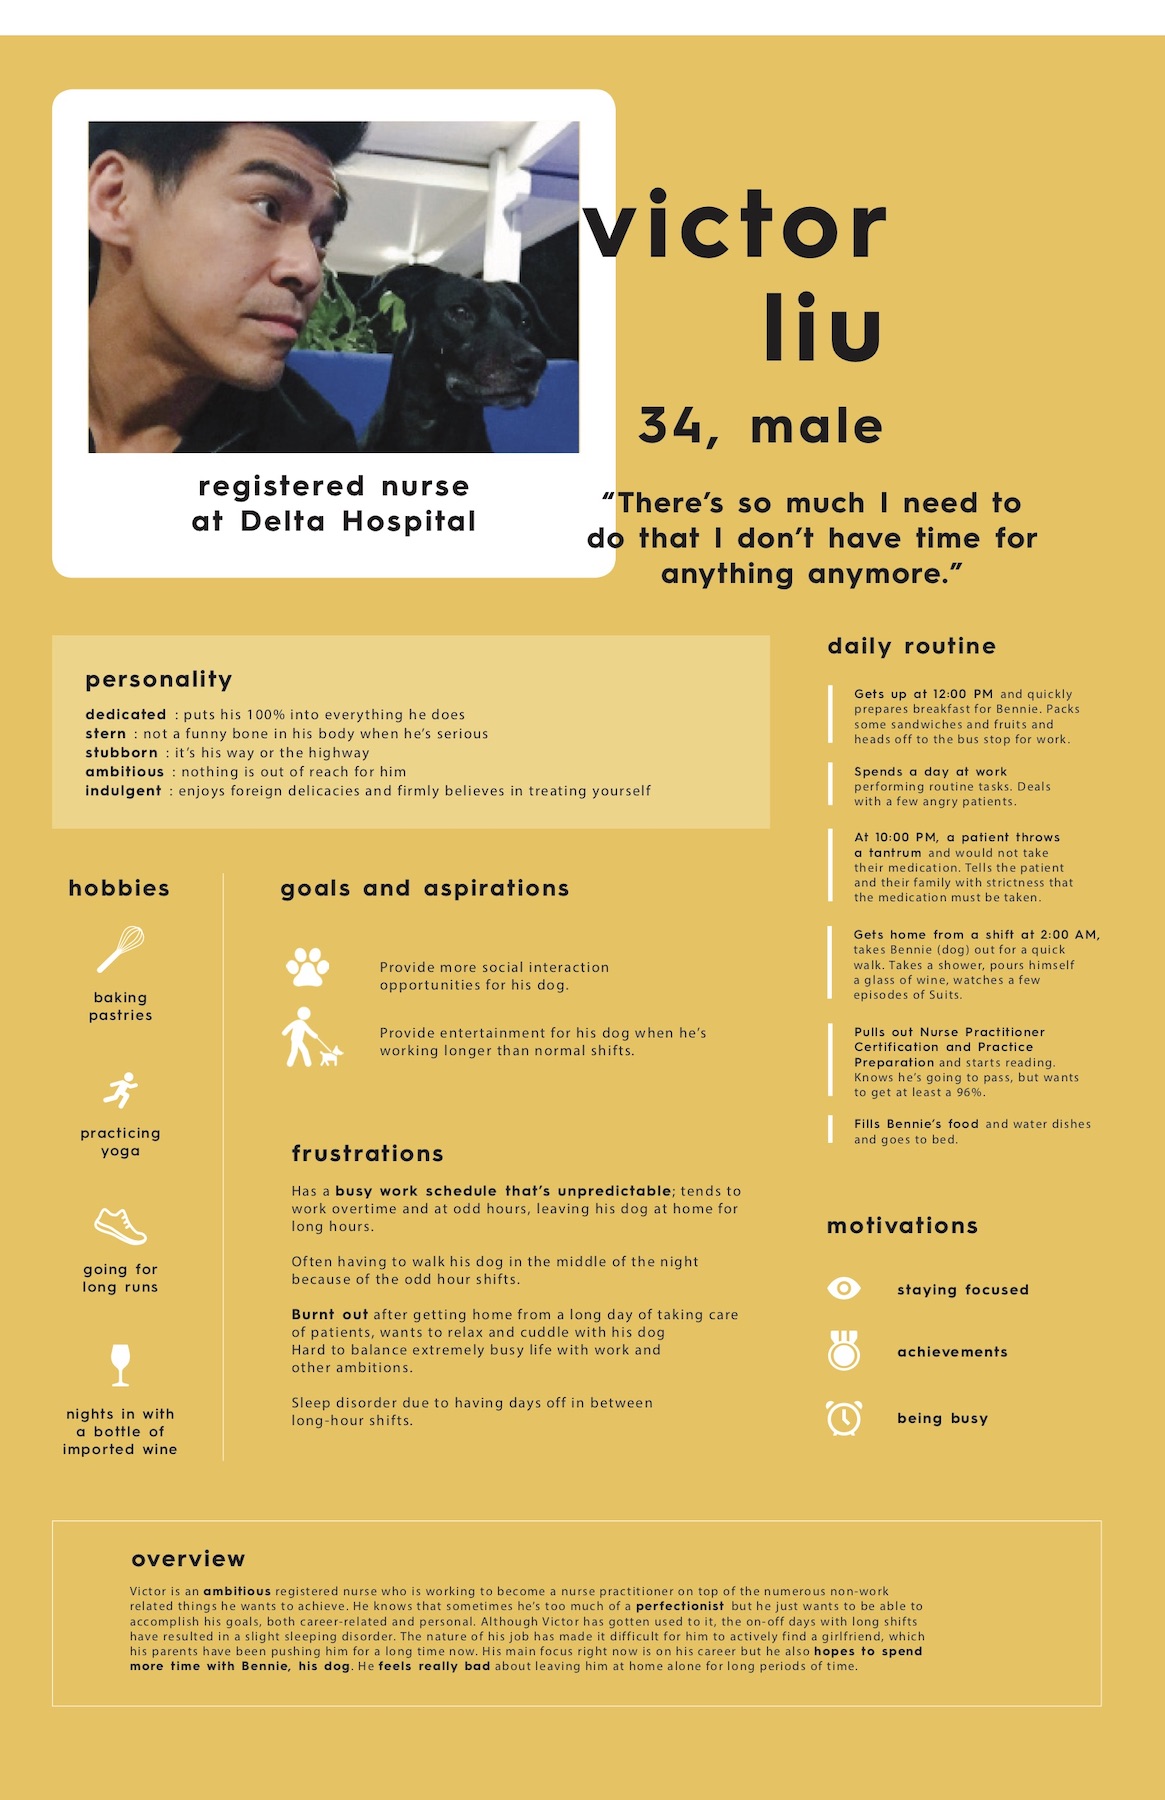 victor
liu
34, male
"There's so much I need to
do that I don't have time for
anything anymore."
registered nurse
at Delta Hospital
personality
dedicated : puts his 100% into everything he does
stern : not a funny bone in his body when he's serious
stubborn : it's his way or the highway
ambitious : nothing is out of reach for him
indulgent : enjoys foreign delicacies and firmly believes in treating yourself
hobbies
baking
pastries
practicing
yoga
going for
long runs
nights in with
a bottle of
imported wine
goals and aspirations
Provide more social interaction
opportunities for his dog.
Provide entertainment for his dog when he's
working longer than normal shifts.
frustrations
Has a busy work schedule that's unpredictable; tends to
work overtime and at odd hours, leaving his dog at home for
long hours.
Often having to walk his dog in the middle of the night
because of the odd hour shifts.
Burnt out after getting home from a long day of taking care
of patients, wants to relax and cuddle with his dog
Hard to balance extremely busy life with work and
other ambitions.
Sleep disorder due to having days off in between
long-hour shifts.
daily routine
Gets up at 12:00 PM and quickly
prepares breakfast for Bennie. Packs
some sandwiches and fruits and
heads off to the bus stop for work.
Spends a day at work
performing routine tasks. Deals
with a few angry patients.
At 10:00 PM, a patient throws
a tantrum and would not take
their medication. Tells the patient
and their family with strictness that
the medication must be taken.
Gets home from a shift at 2:00 AM,
takes Bennie (dog) out for a quick
walk. Takes a shower, pours himself
a glass of wine, watches a few
episodes of Suits.
Pulls out Nurse Practitioner
Certification and Practice
Preparation and starts reading.
Knows he's going to pass, but wants
to get at least a 96%.
Fills Bennie's food and water dishes
and goes to bed.
motivations
staying focused
achievements
being busy
overview
Victor is an ambitious registered nurse who is working to become a nurse practitioner on top of the numerous non-work
related things he wants to achieve. He knows that sometimes he's too much of a perfectionist but he just wants to be able to
accomplish his goals, both career-related and personal. Although Victor has gotten used to it, the on-off days with long shifts
have resulted in a slight sleeping disorder. The nature of his job has made it difficult for him to actively find a girlfriend, which
his parents have been pushing him for a long time now. His main focus right now is on his career but he also hopes to spend
more time with Bennie, his dog. He feels really bad about leaving him at home alone for long periods of time.